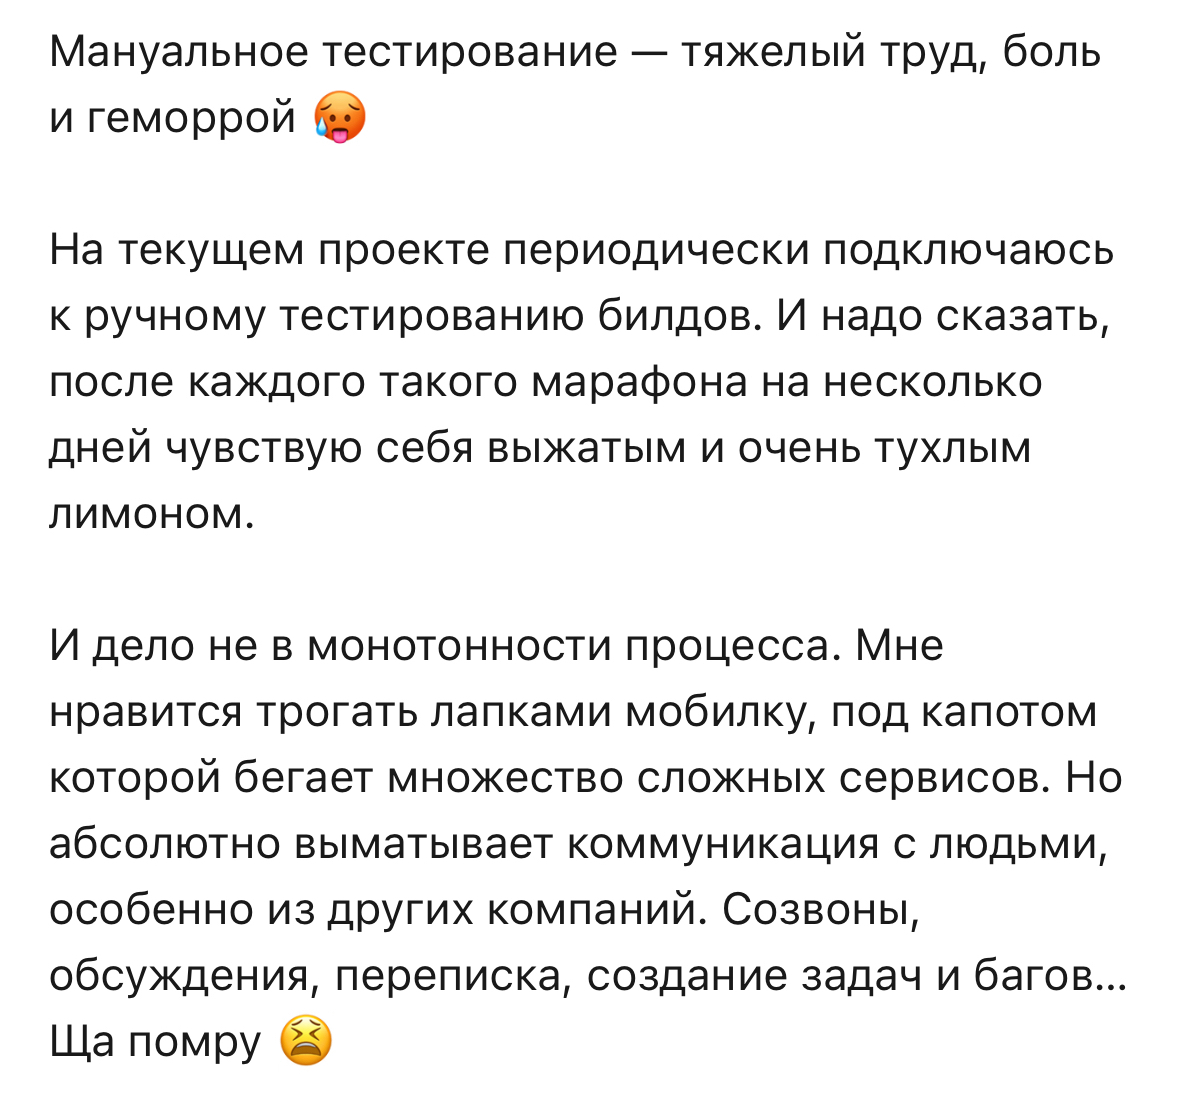 Мануальное тестирование — тяжелый труд, боль
и геморрой 🥵
На текущем проекте периодически подключаюсь
к ручному тестированию билдов. И надо сказать,
после каждого такого марафона на несколько
дней чувствую себя выжатым и очень тухлым
лимоном.
И дело не в монотонности процесса. Мне
нравится трогать лапками мобилку, под капотом
которой бегает множество сложных сервисов. Но
абсолютно выматывает коммуникация с людьми,
особенно из других компаний. Созвоны,
обсуждения, переписка, создание задач и багов...
Ща помру 😫